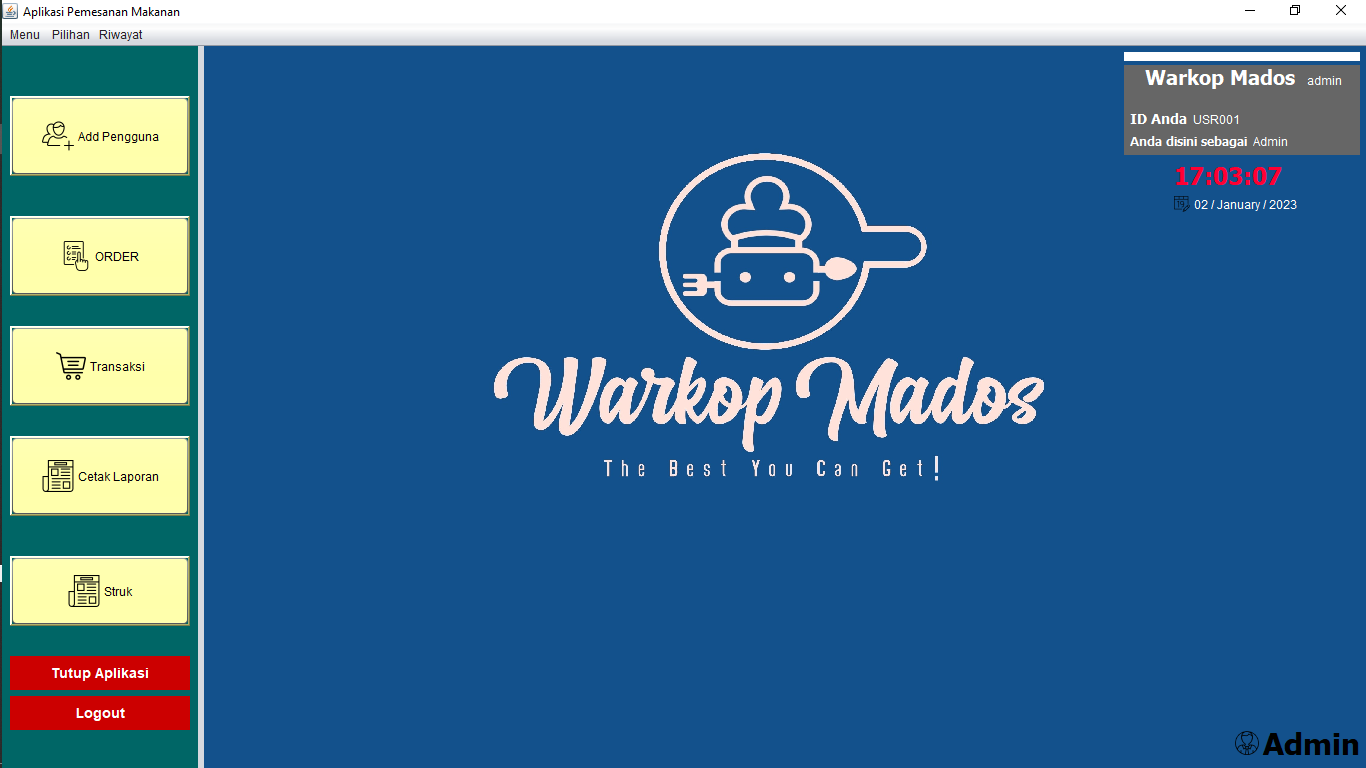 Aplikasi Pemesanan Makanan
Menu Pilihan Riwayat
Add Pengguna
ORDER
Transaksi
Cetak Laporan
Struk
Tutup Aplikasi
Logout
Warkop Mados
The Best You Can Get!
Warkop Mados admin
ID Anda USR001
Anda disini sebagai Admin
17:03:07
19
02 / January / 2023
Admin